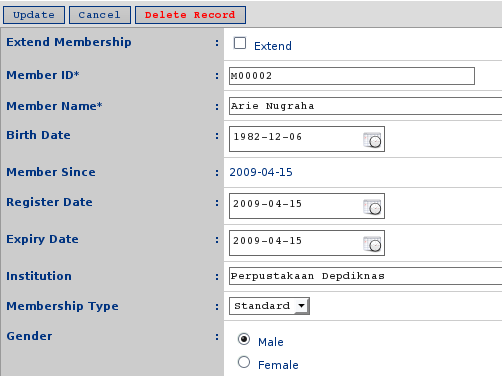 Update Cancel Delete Record
Extend Membership : Extend
Member ID* : M00002
Member Name* : Arie Nugraha
Birth Date : 1982-12-06
Member Since : 2009-04-15
Register Date : 2009-04-15
Expiry Date : 2009-04-15
Institution : Perpustakaan Depdiknas
Membership Type : Standard
Gender : Male
Female